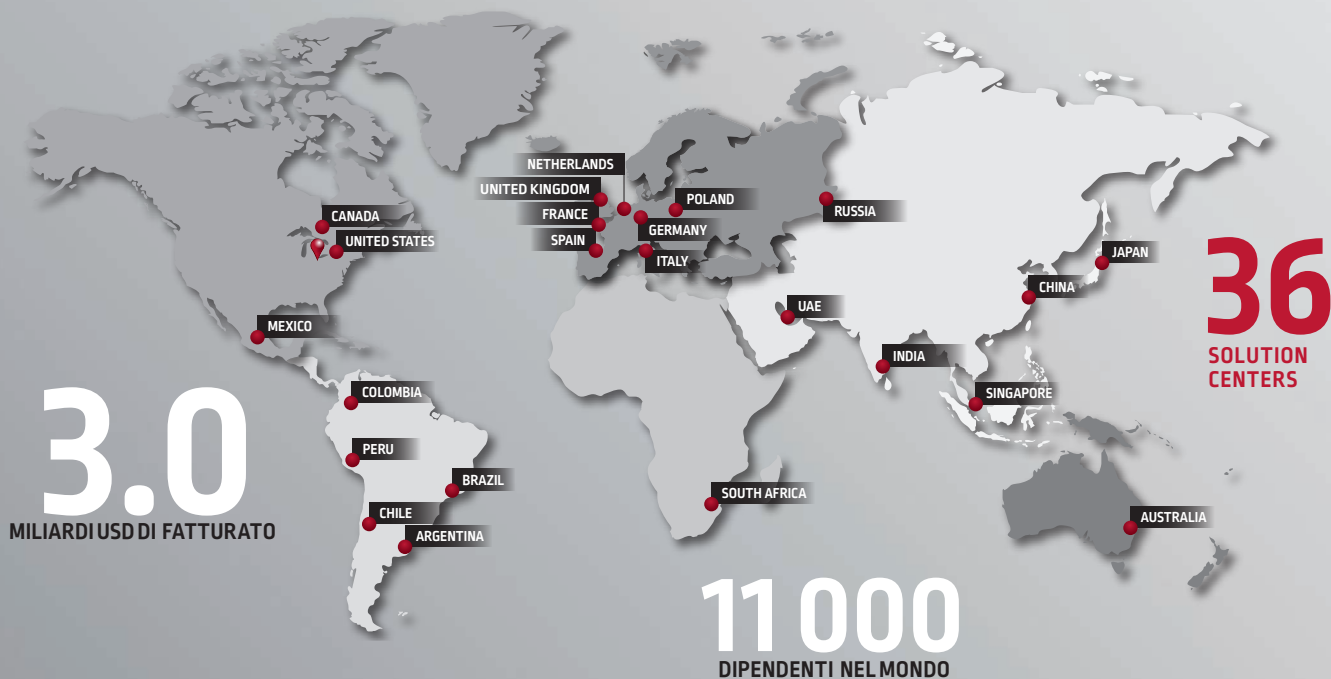 NETHERLANDS
UNITED KINGDOM
POLAND
RUSSIA
CANADA
FRANCE
GERMANY
UNITED STATES
SPAIN
ITALY
JAPAN
CHINA
36
SOLUTION
CENTERS
UAE
MEXICO
INDIA
SINGAPORE
COLOMBIA
3.0
MILIARDI USD DI FATTURATO
PERU
BRAZIL
SOUTH AFRICA
CHILE
AUSTRALIA
ARGENTINA
11 000
DIPENDENTI NEL MONDO